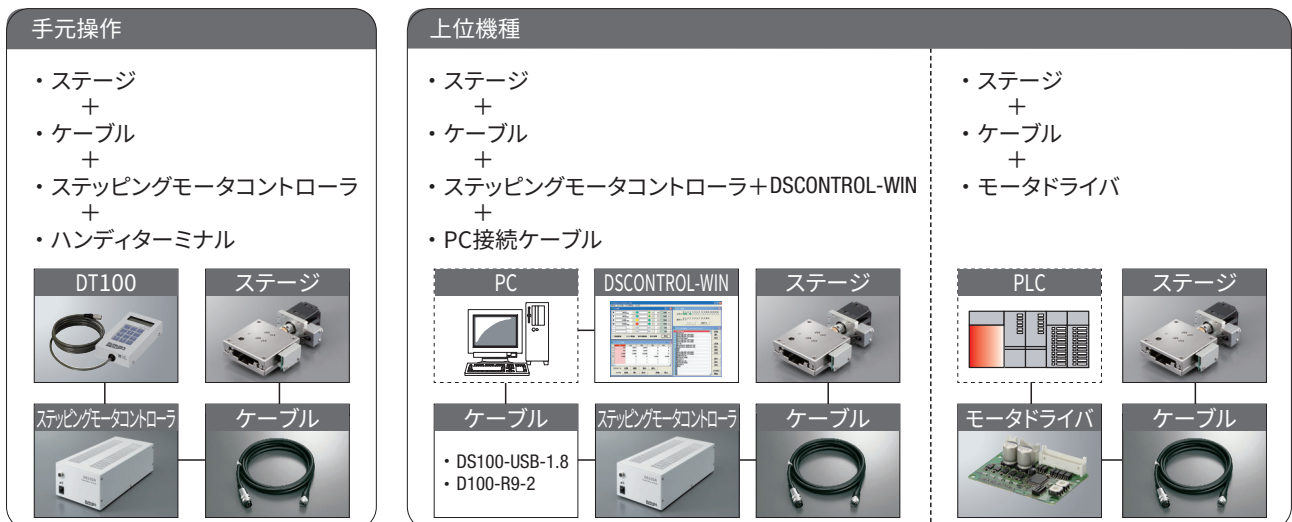 手元操作
・ステージ
＋
・ケーブル
＋
・ステッピングモータコントローラ
＋
・ハンディターミナル
DT100
ステージ
ステッピングモータコントローラ
ケーブル
上位機種
・ステージ
＋
・ケーブル
＋
・ステッピングモータコントローラ＋DSCONTROL-WIN
＋
・PC接続ケーブル
PC
DSCONTROL-WIN
ステージ
ケーブル
・DS100-USB-1.8
・D100-R9-2
ステッピングモータコントローラ
ケーブル
・ステージ
＋
・ケーブル
＋
・モータドライバ
PLC
ステージ
モータドライバ
ケーブル